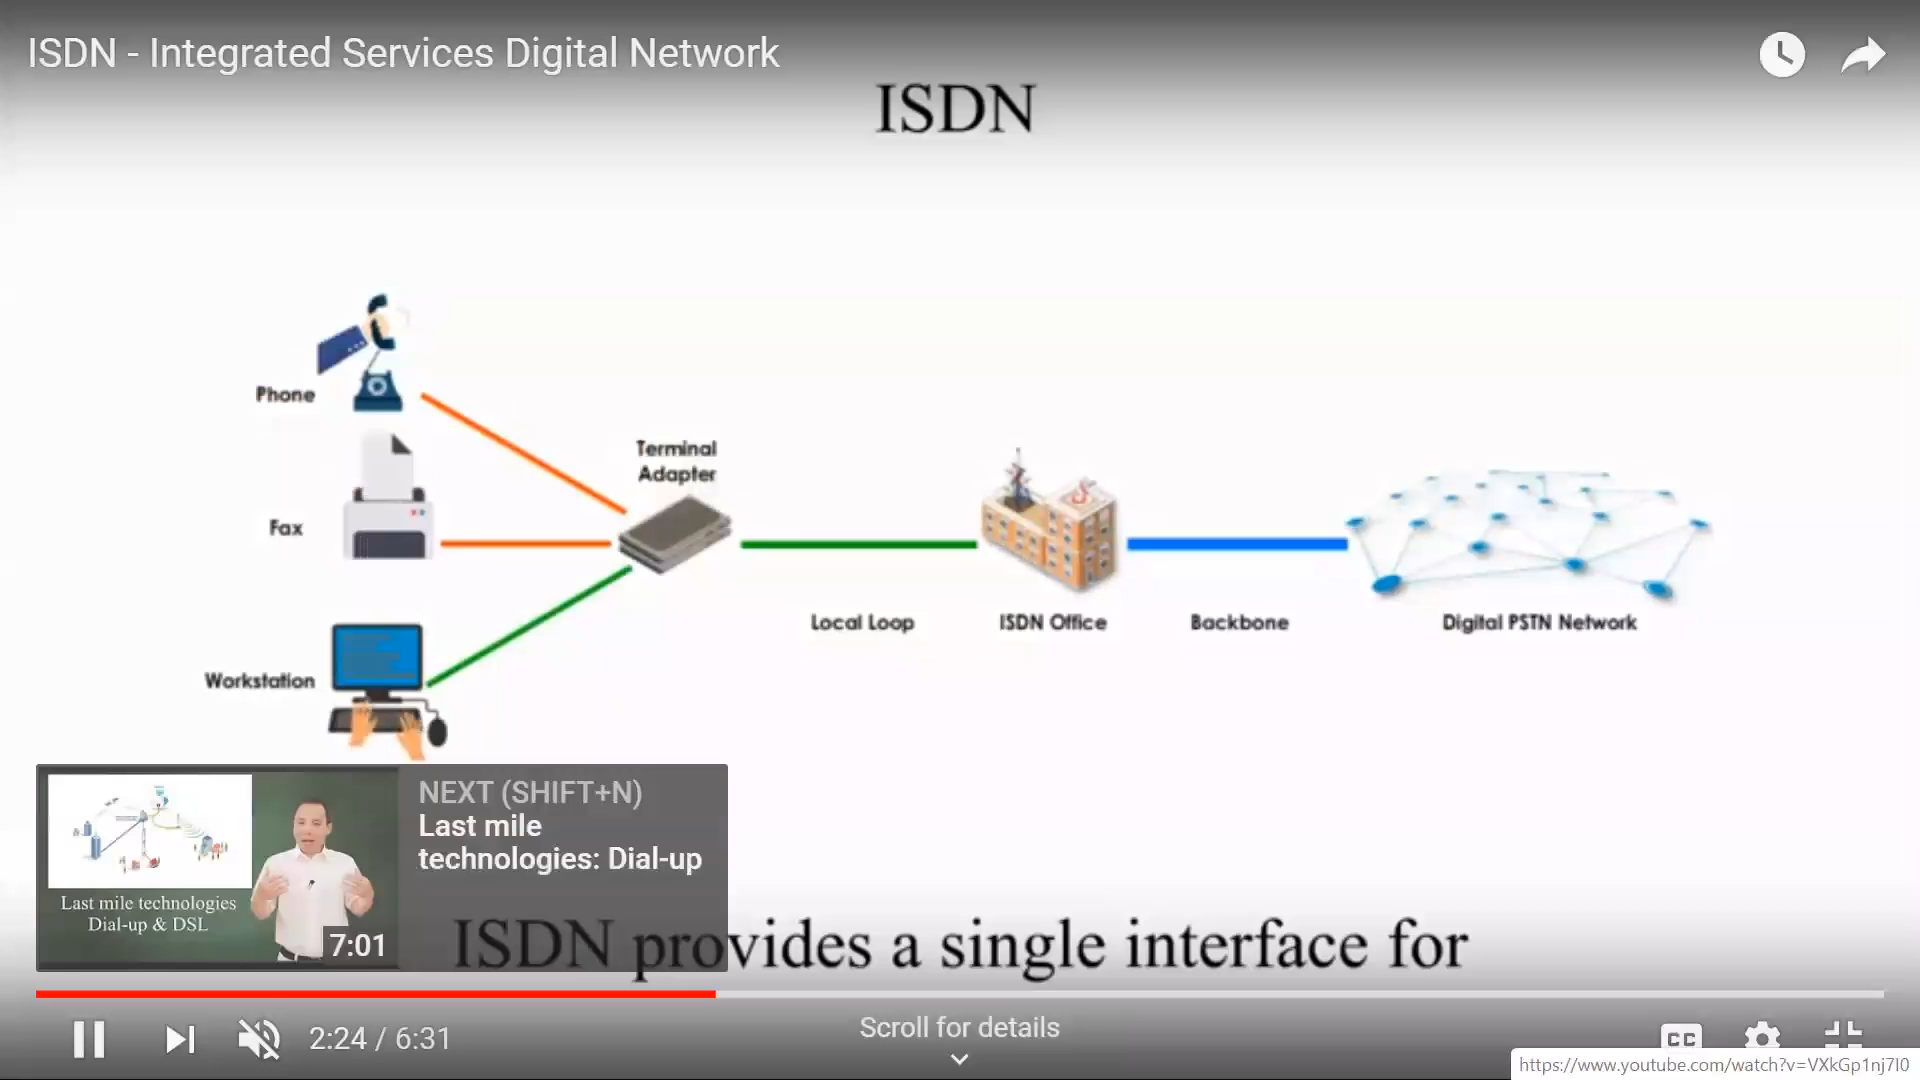 ISDN - Integrated Services Digital Network
ISDN
Phone
Terminal
Adapter
Fax
Local Loop
ISDN Office
Backbone
Digital PSTN Network
Workstation
NEXT (SHIFT+N)
Last mile
technologies: Dial-up
Last mile technologies
Dial-up & DSL
7:01
ISDN provides a single interface for
2:24 / 6:31
Scroll for details
CC
https://www.youtube.com/watch?v=VXkGp1nj7I0